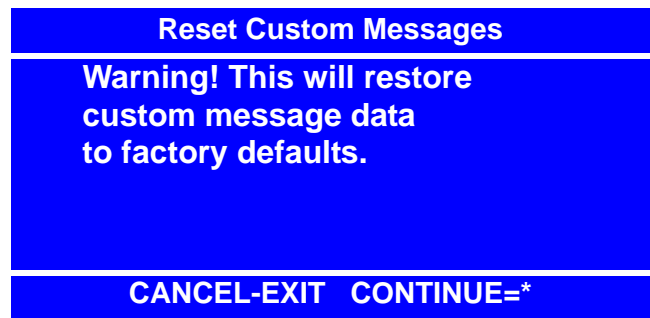 Reset Custom Messages
Warning! This will restore
custom message data
to factory defaults.
CANCEL-EXIT CONTINUE=*